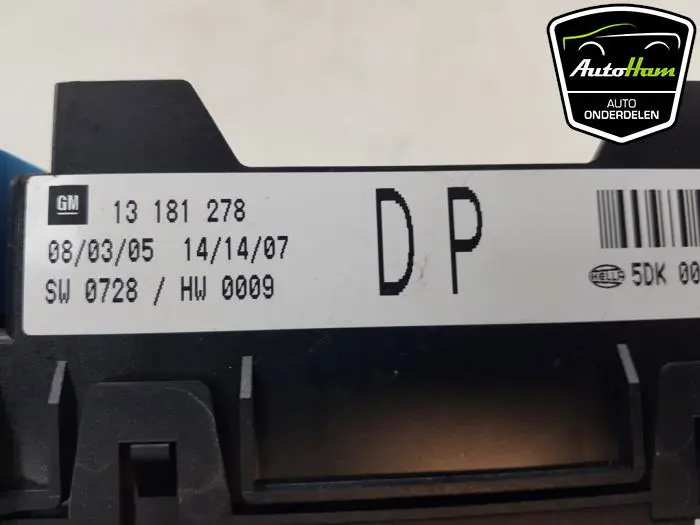 AutoHam
AUTO
ONDERDELEN
GM
13 181 278
08/03/05 14/14/07
SW 0728 / HW 0009
DP
HELLA 5DK 00